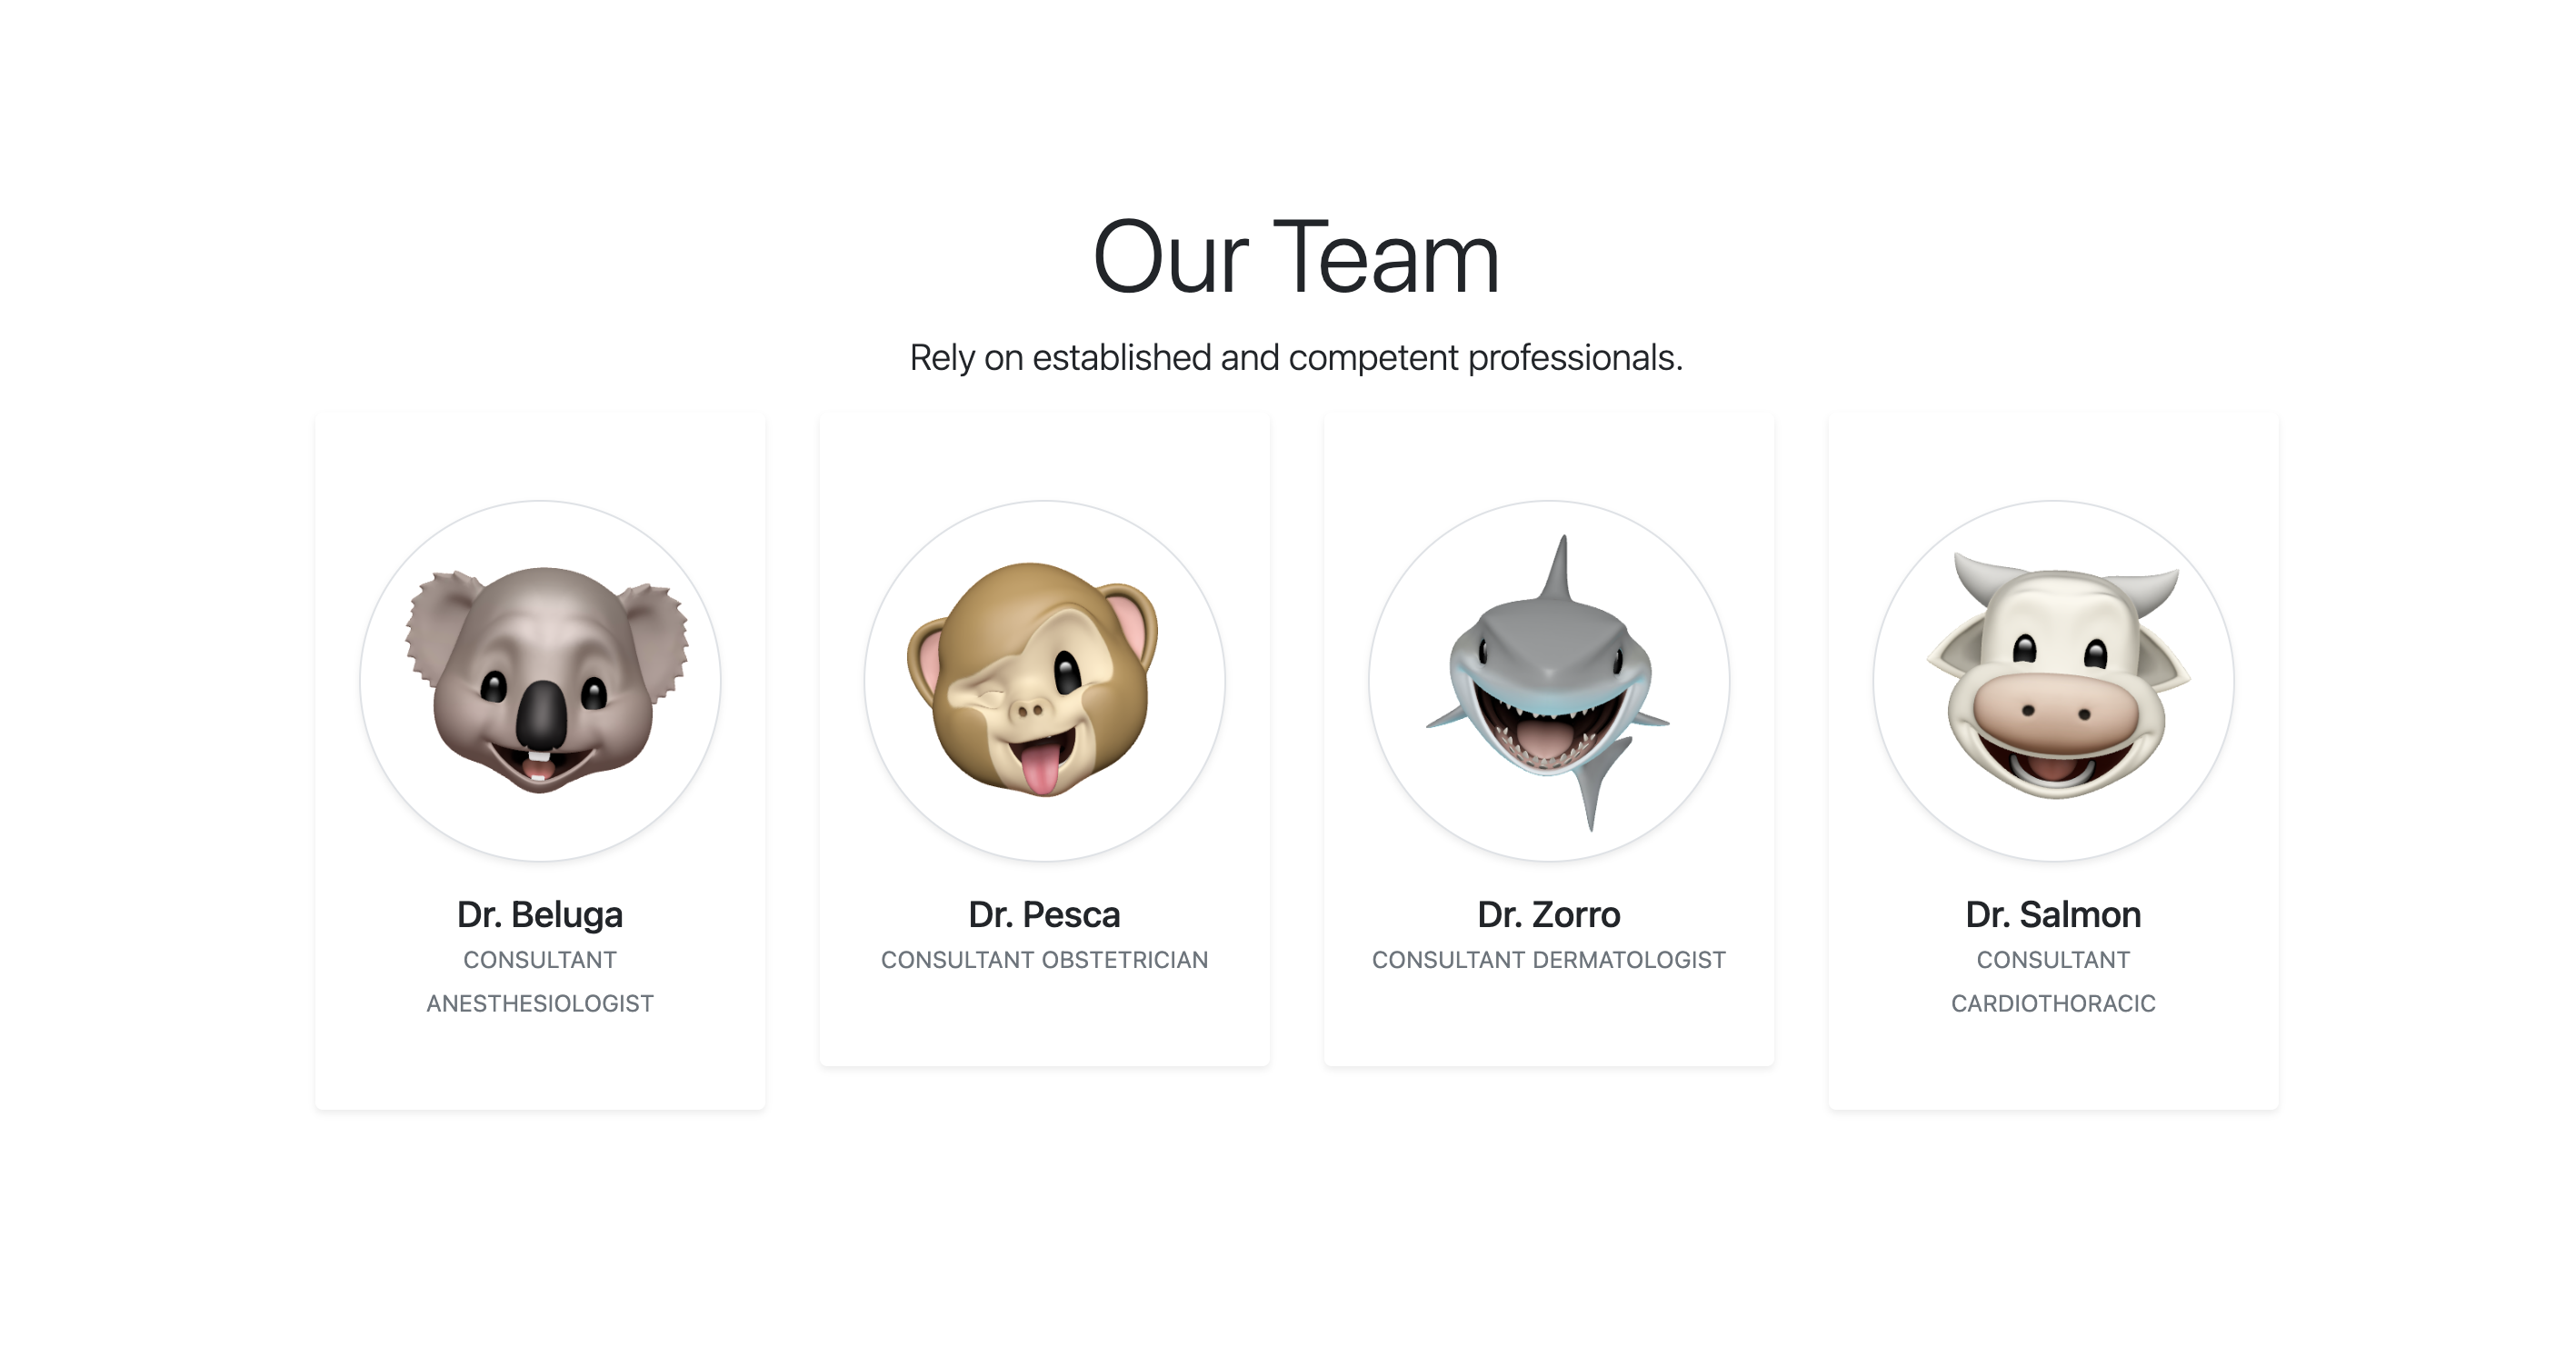 Our Team
Rely on established and competent professionals.
Dr. Beluga
CONSULTANT
ANESTHESIOLOGIST
Dr. Pesca
CONSULTANT OBSTETRICIAN
Dr. Zorro
CONSULTANT DERMATOLOGIST
Dr. Salmon
CONSULTANT
CARDIOTHORACIC